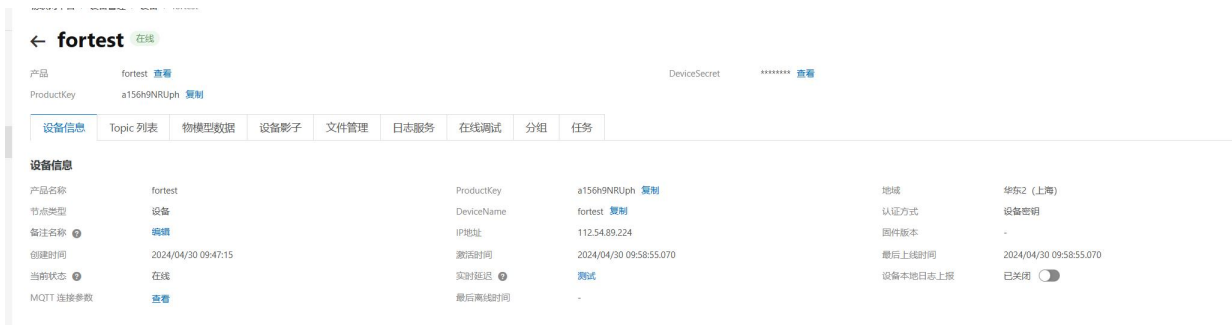 ← fortest 在线
产品 fortest 查看 DeviceSecret ******** 查看
ProductKey a156h9NRUph 复制
设备信息 Topic 列表 物模型数据 设备影子 文件管理 日志服务 在线调试 分组 任务
设备信息
产品名称 fortest ProductKey a156h9NRUph 复制 地域 华东2（上海）
节点类型 设备 DeviceName fortest 复制 认证方式 设备密钥
备注名称 编辑 IP地址 112.54.89.224 固件版本 -
创建时间 2024/04/30 09:47:15 激活时间 2024/04/30 09:58:55.070 最后上线时间 2024/04/30 09:58:55.070
当前状态 在线 实时延迟 测试 设备本地日志上报 已关闭
MQTT 连接参数 查看 最后离线时间 -